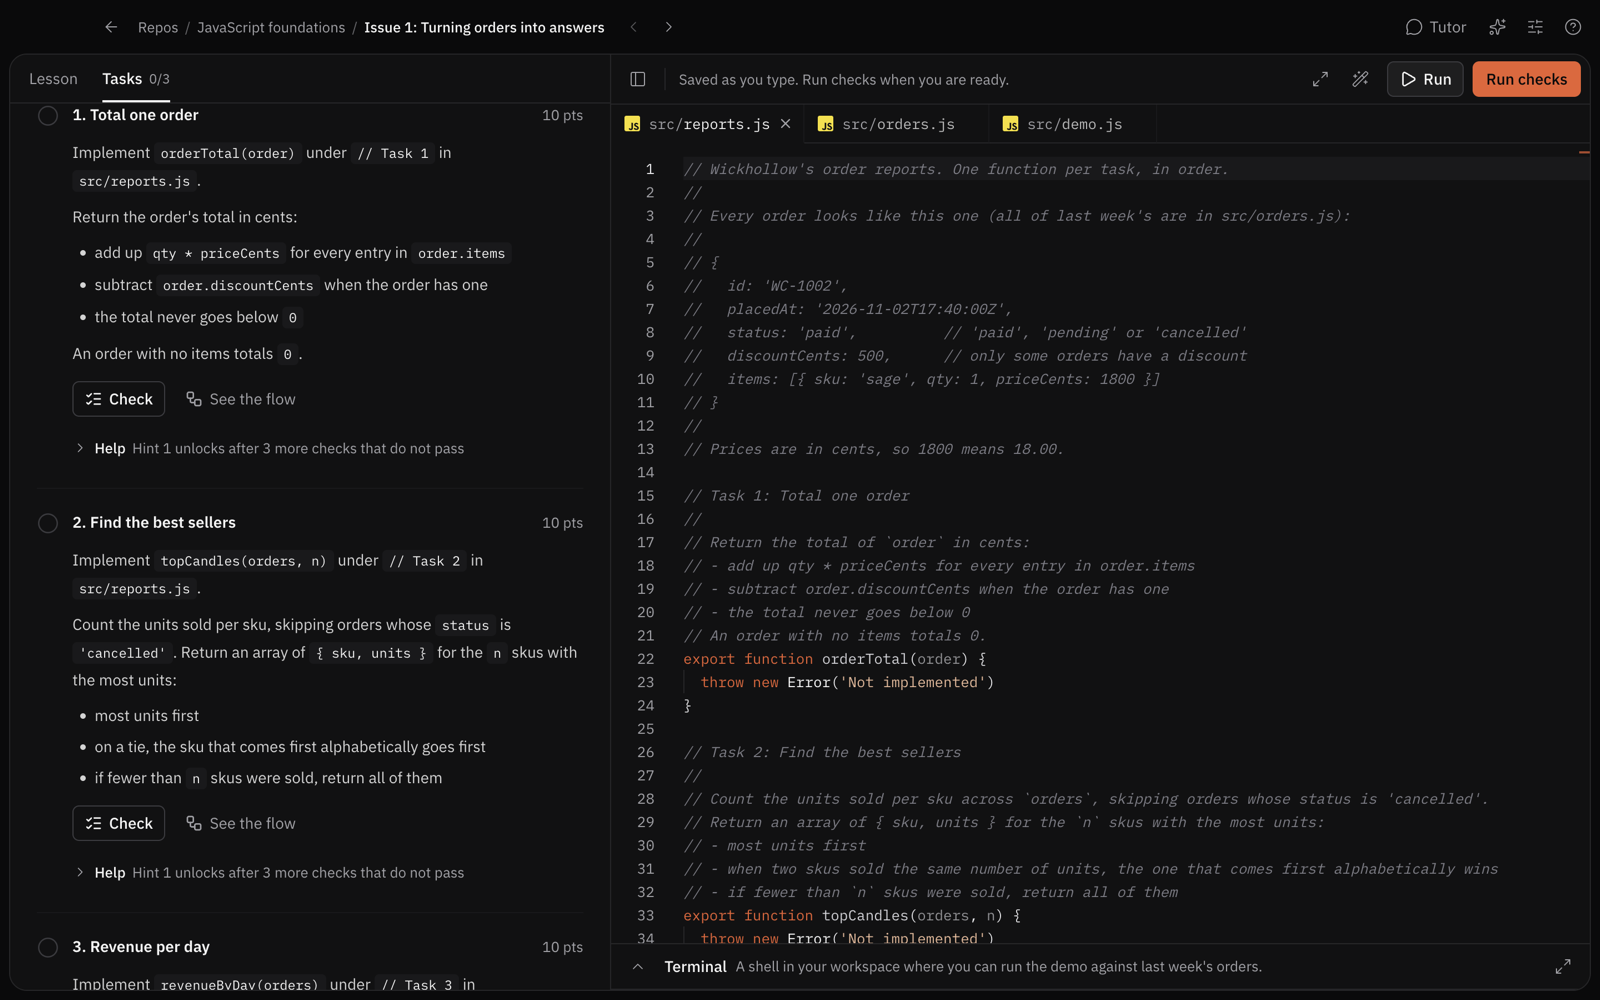 Repos / JavaScript foundations / Issue 1: Turning orders into answers
Tutor
Lesson
Tasks 0/3
1. Total one order 10 pts
Implement orderTotal(order) under // Task 1 in
src/reports.js .
Return the order's total in cents:
• add up qty * priceCents for every entry in order.items
• subtract order.discountCents when the order has one
• the total never goes below 0
An order with no items totals 0 .
Check
See the flow
Help Hint 1 unlocks after 3 more checks that do not pass
2. Find the best sellers 10 pts
Implement topCandles(orders, n) under // Task 2 in
src/reports.js .
Count the units sold per sku, skipping orders whose status is
'cancelled' . Return an array of { sku, units } for the n skus with
the most units:
• most units first
• on a tie, the sku that comes first alphabetically goes first
• if fewer than n skus were sold, return all of them
Check
See the flow
Help Hint 1 unlocks after 3 more checks that do not pass
3. Revenue per day 10 pts
Implement revenueByDay(orders) under // Task 3 in
Saved as you type. Run checks when you are ready.
Run
Run checks
JS src/reports.js
JS src/orders.js
JS src/demo.js
1 // Wickhollow's order reports. One function per task, in order.
2 //
3 // Every order looks like this one (all of last week's are in src/orders.js):
4 //
5 // {
6 //   id: 'WC-1002',
7 //   placedAt: '2026-11-02T17:40:00Z',
8 //   status: 'paid',          // 'paid', 'pending' or 'cancelled'
9 //   discountCents: 500,      // only some orders have a discount
10 //   items: [{ sku: 'sage', qty: 1, priceCents: 1800 }]
11 // }
12 //
13 // Prices are in cents, so 1800 means 18.00.
14
15 // Task 1: Total one order
16 //
17 // Return the total of `order` in cents:
18 // - add up qty * priceCents for every entry in order.items
19 // - subtract order.discountCents when the order has one
20 // - the total never goes below 0
21 // An order with no items totals 0.
22 export function orderTotal(order) {
23   throw new Error('Not implemented')
24 }
25
26 // Task 2: Find the best sellers
27 //
28 // Count the units sold per sku across `orders`, skipping orders whose status is 'cancelled'.
29 // Return an array of { sku, units } for the `n` skus with the most units:
30 // - most units first
31 // - when two skus sold the same number of units, the one that comes first alphabetically wins
32 // - if fewer than `n` skus were sold, return all of them
33 export function topCandles(orders, n) {
34   throw new Error('Not implemented')
Terminal A shell in your workspace where you can run the demo against last week's orders.